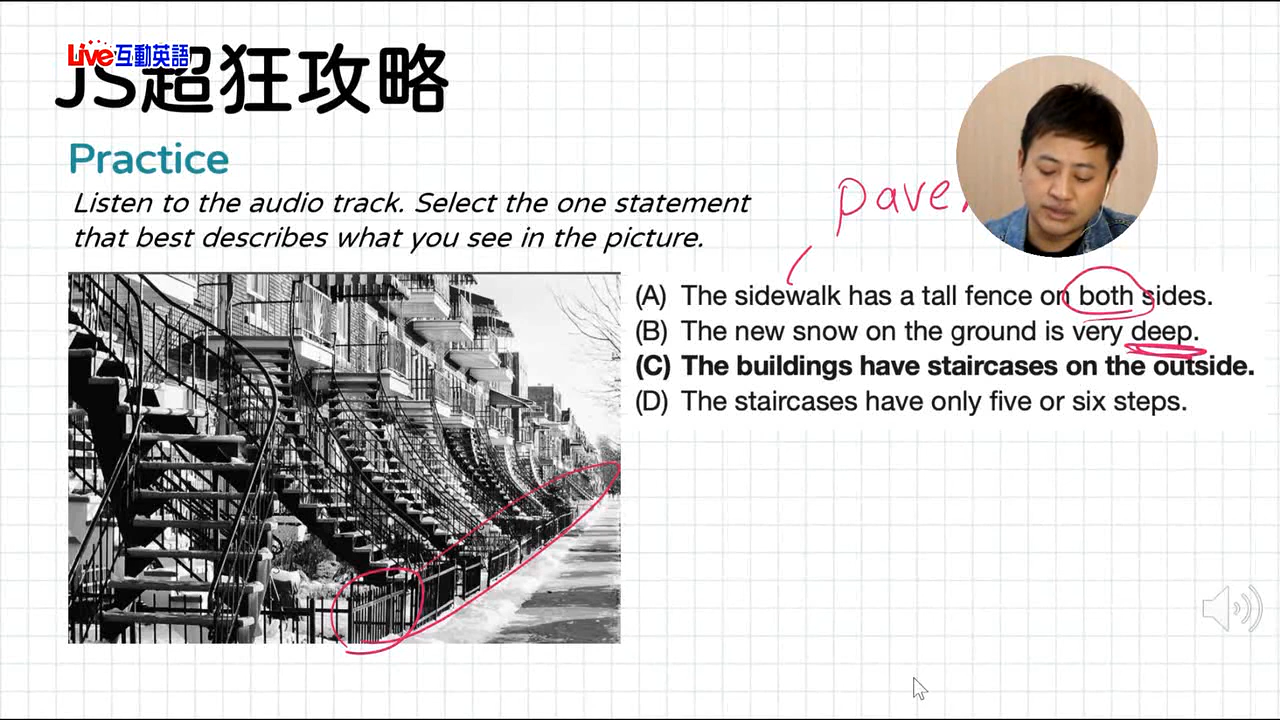 Live互動英語
JS超狂攻略
Practice
Listen to the audio track. Select the one statement
that best describes what you see in the picture.
pave
(A) The sidewalk has a tall fence on both sides.
(B) The new snow on the ground is very deep.
(C) The buildings have staircases on the outside.
(D) The staircases have only five or six steps.